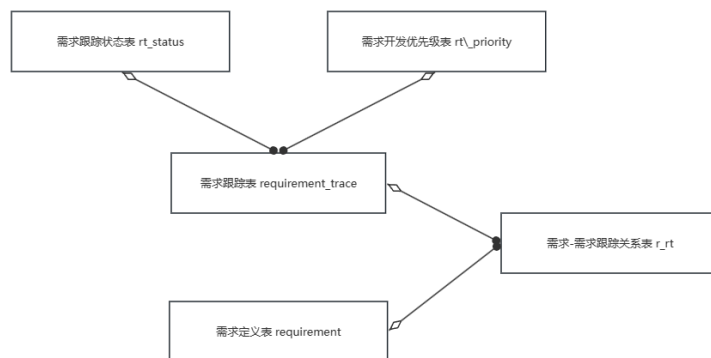 需求跟踪状态表 rt_status
需求开发优先级表 rt\_priority
需求跟踪表 requirement_trace
需求-需求跟踪关系表 r_rt
需求定义表 requirement